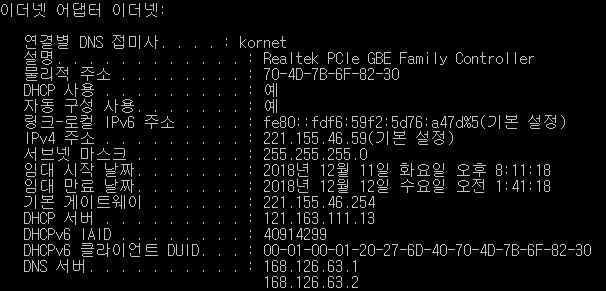 이더넷 어댑터 이더넷:
연결별 DNS 접미사. . . . : kornet
설명. . . . . . . . . . . . : Realtek PCIe GBE Family Controller
물리적 주소 . . . . . . . . : 70-4D-7B-6F-82-30
DHCP 사용 . . . . . . . . . : 예
자동 구성 사용. . . . . . . : 예
링크-로컬 IPv6 주소 . . . . : fe80::fdf6:59f2:5d76:a47d%5(기본 설정)
IPv4 주소 . . . . . . . . . : 221.155.46.59(기본 설정)
서브넷 마스크 . . . . . . . : 255.255.255.0
임대 시작 날짜. . . . . . . : 2018년 12월 11일 화요일 오후 8:11:18
임대 만료 날짜. . . . . . . : 2018년 12월 12일 수요일 오전 1:41:18
기본 게이트웨이 . . . . . . : 221.155.46.254
DHCP 서버 . . . . . . . . . : 121.163.111.13
DHCPv6 IAID . . . . . . . . : 40914299
DHCPv6 클라이언트 DUID. . . : 00-01-00-01-20-27-6D-40-70-4D-7B-6F-82-30
DNS 서버. . . . . . . . . . : 168.126.63.1
168.126.63.2